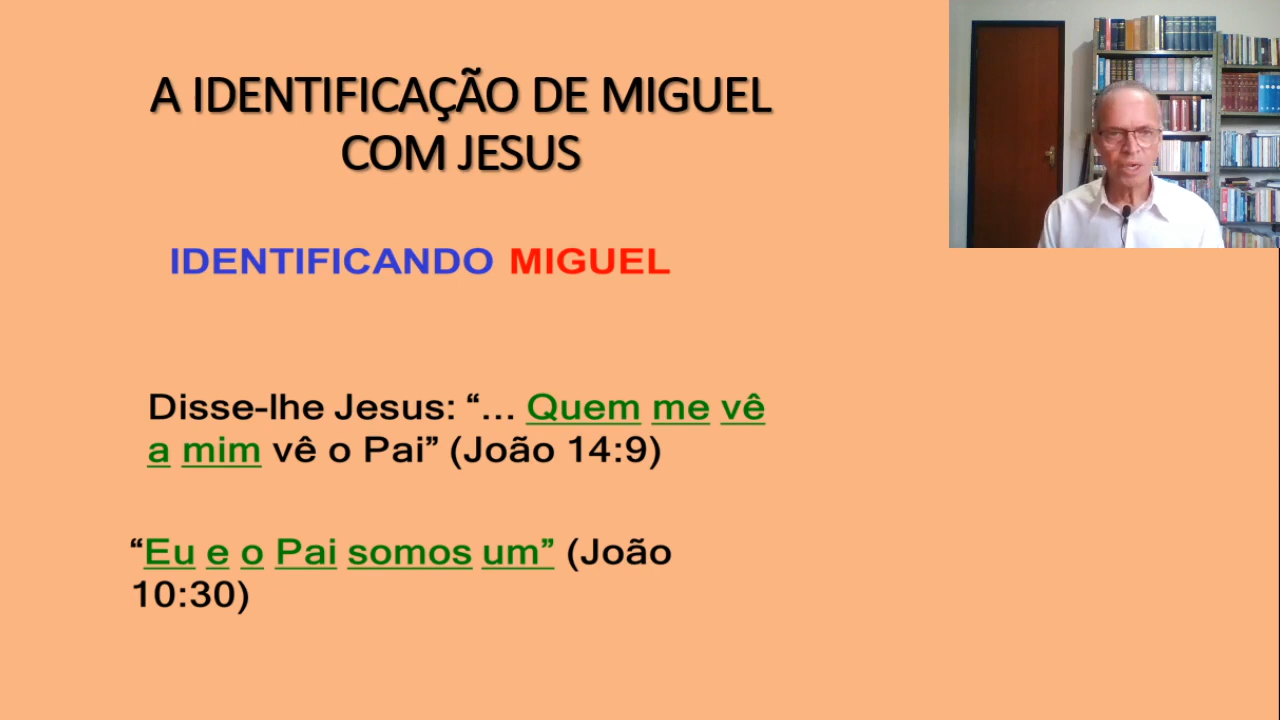 A IDENTIFICAÇÃO DE MIGUEL
COM JESUS
IDENTIFICANDO MIGUEL
Disse-lhe Jesus: “... Quem me vê
a mim vê o Pai” (João 14:9)
“Eu e o Pai somos um” (João
10:30)